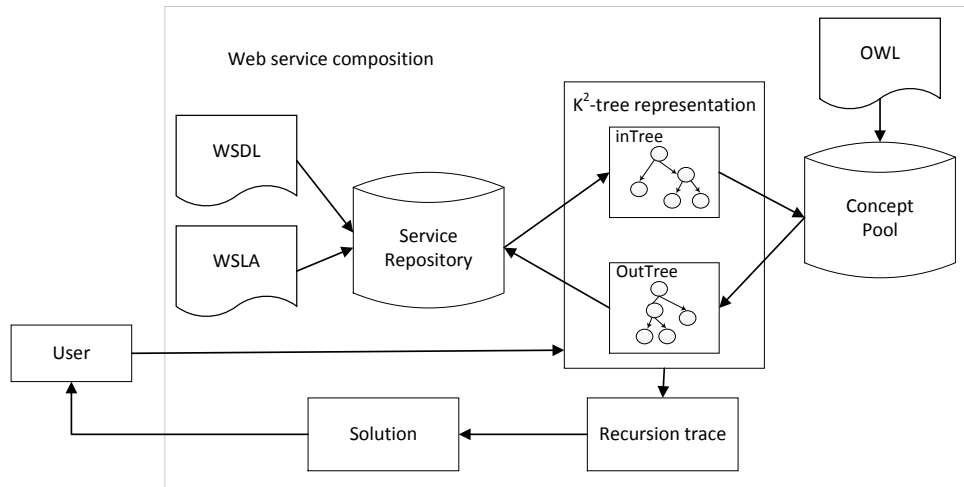 Web service composition
OWL
K²-tree representation
inTree
WSDL
Concept
Pool
Service
Repository
WSLA
OutTree
User
Solution
Recursion trace